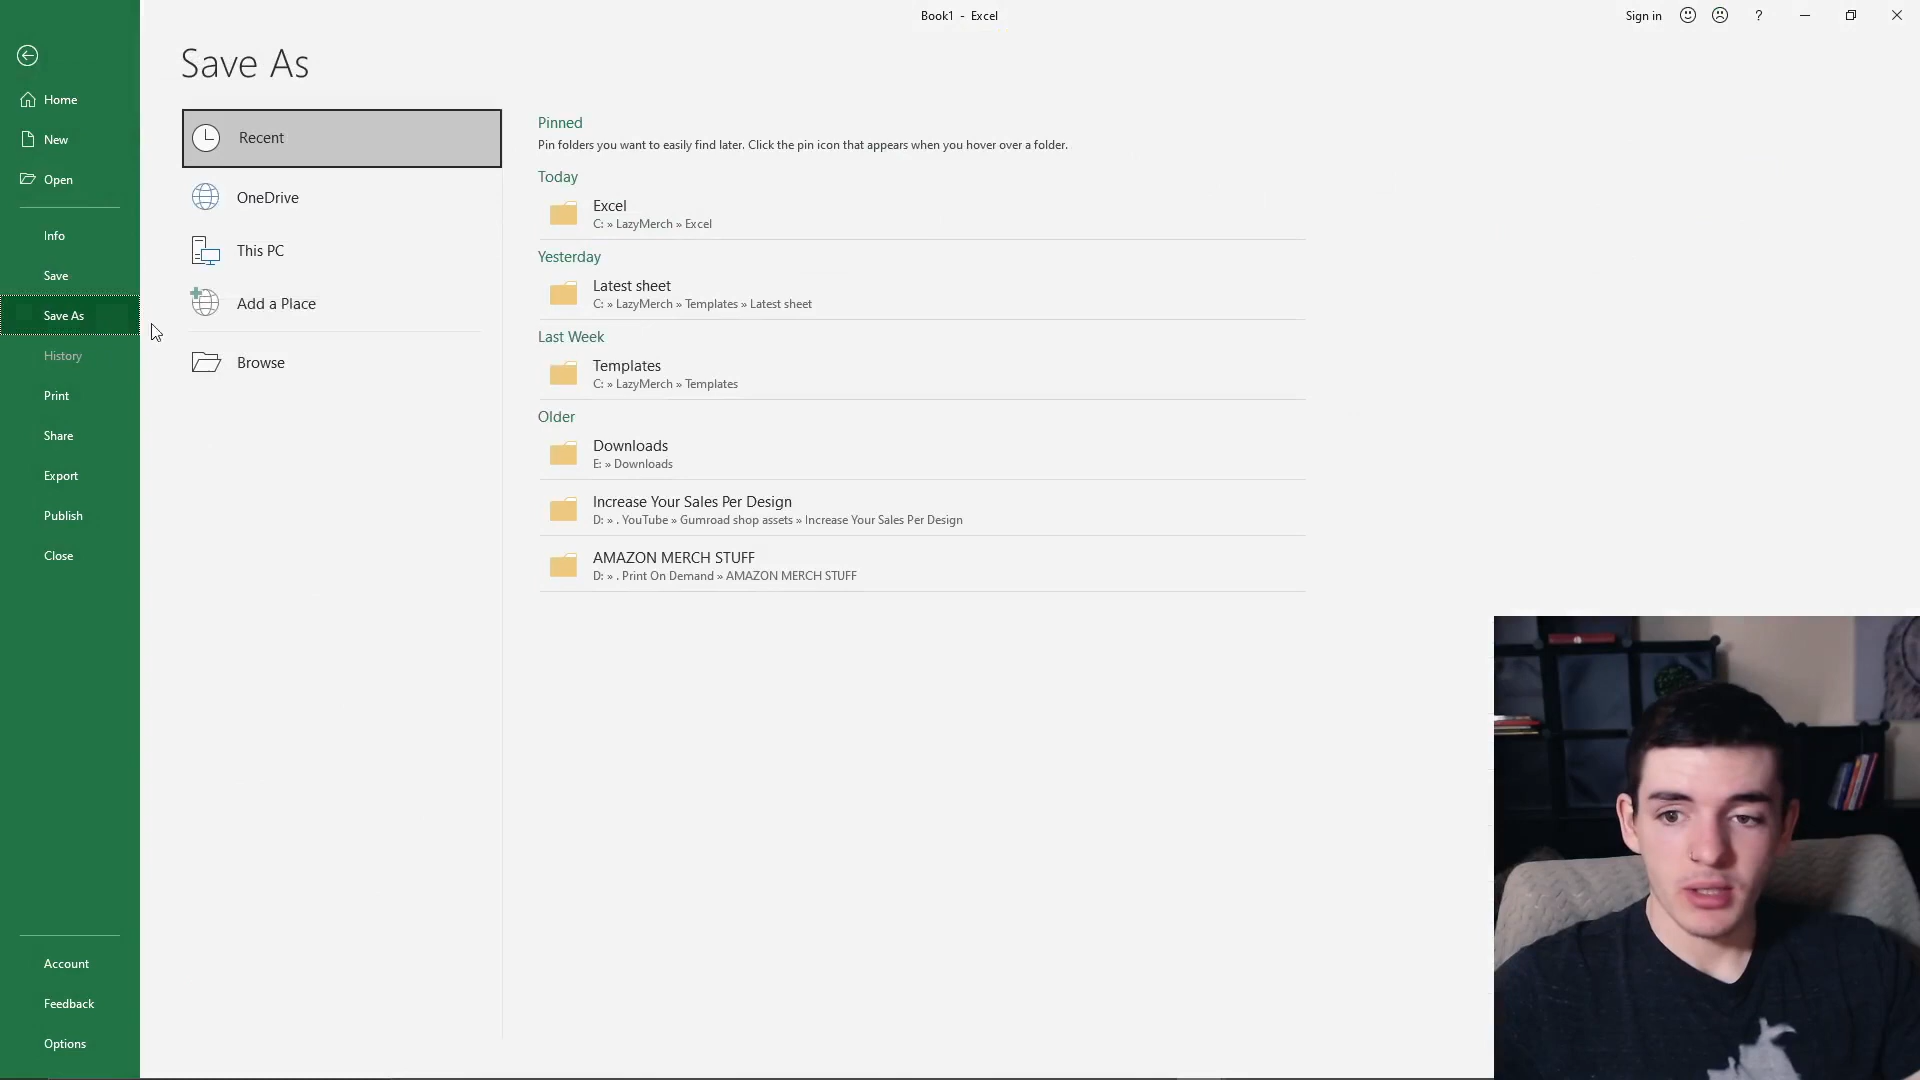 Book1 - Excel
Sign in
?
Save As
Home
New
Open
Info
Save
Save As
History
Print
Share
Export
Publish
Close
Account
Feedback
Options
Recent
OneDrive
This PC
Add a Place
Browse
Pinned
Pin folders you want to easily find later. Click the pin icon that appears when you hover over a folder.
Today
Excel
C: » LazyMerch » Excel
Yesterday
Latest sheet
C: » LazyMerch » Templates » Latest sheet
Last Week
Templates
C: » LazyMerch » Templates
Older
Downloads
E: » Downloads
Increase Your Sales Per Design
D: » . YouTube » Gumroad shop assets » Increase Your Sales Per Design
AMAZON MERCH STUFF
D: » . Print On Demand » AMAZON MERCH STUFF